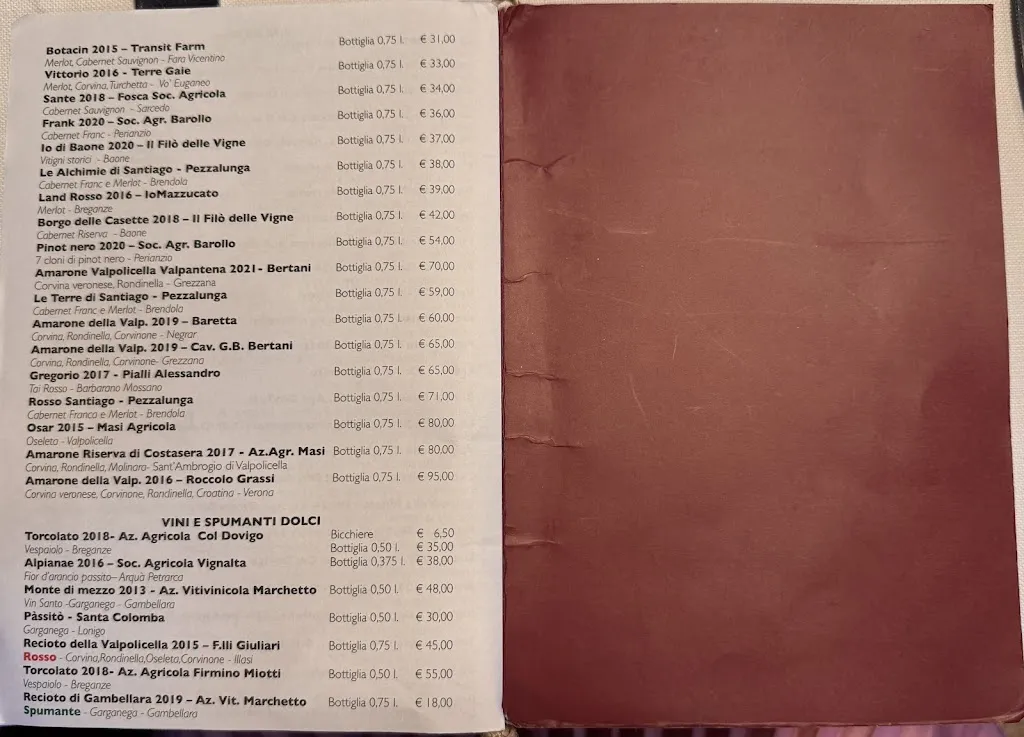 Botacin 2015 – Transit Farm Bottiglia 0,75 l. € 31,00
Merlot, Cabernet Sauvignon - Fara Vicentino
Vittorio 2016 - Terre Gaie Bottiglia 0,75 l. € 33,00
Merlot, Corvina, Turchetta - Vo' Euganeo
Sante 2018 – Fosca Soc. Agricola Bottiglia 0,75 l. € 34,00
Cabernet Sauvignon - Sarcedo
Frank 2020 – Soc. Agr. Barollo Bottiglia 0,75 l. € 36,00
Cabernet Franc - Perianzio
Io di Baone 2020 – Il Filò delle Vigne Bottiglia 0,75 l. € 37,00
Vitigni storici - Baone
Le Alchimie di Santiago - Pezzalunga Bottiglia 0,75 l. € 38,00
Cabernet Franc e Merlot - Brendola
Land Rosso 2016 – IoMazzucato Bottiglia 0,75 l. € 39,00
Merlot - Breganze
Borgo delle Casette 2018 – Il Filò delle Vigne Bottiglia 0,75 l. € 42,00
Cabernet Riserva - Baone
Pinot nero 2020 – Soc. Agr. Barollo Bottiglia 0,75 l. € 54,00
7 cloni di pinot nero - Perianzio
Amarone Valpolicella Valpantena 2021- Bertani Bottiglia 0,75 l. € 70,00
Corvina veronese, Rondinella - Grezzana
Le Terre di Santiago - Pezzalunga Bottiglia 0,75 l. € 59,00
Cabernet Franc e Merlot - Brendola
Amarone della Valp. 2019 – Baretta Bottiglia 0,75 l. € 60,00
Corvina, Rondinella, Corvinone - Negrar
Amarone della Valp. 2019 – Cav. G.B. Bertani Bottiglia 0,75 l. € 65,00
Corvina, Rondinella, Corvinone- Grezzana
Gregorio 2017 - Pialli Alessandro Bottiglia 0,75 l. € 65,00
Tai Rosso - Barbarano Mossano
Rosso Santiago - Pezzalunga Bottiglia 0,75 l. € 71,00
Cabernet Franco e Merlot - Brendola
Osar 2015 – Masi Agricola Bottiglia 0,75 l. € 80,00
Oseleta - Valpolicella
Amarone Riserva di Costasera 2017 - Az.Agr. Masi Bottiglia 0,75 l. € 80,00
Corvina, Rondinella, Molinara- Sant'Ambrogio di Valpolicella
Amarone della Valp. 2016 – Roccolo Grassi Bottiglia 0,75 l. € 95,00
Corvina veronese, Corvinone, Rondinella, Croatina - Verona
VINI E SPUMANTI DOLCI
Torcolato 2018- Az. Agricola Col Dovigo Bicchiere € 6,50
Vespaiolo - Breganze Bottiglia 0,50 l. € 35,00
Alpianae 2016 – Soc. Agricola Vignalta Bottiglia 0,375 l. € 38,00
Fior d'arancio passito– Arquà Petrarca
Monte di mezzo 2013 - Az. Vitivinicola Marchetto Bottiglia 0,50 l. € 48,00
Vin Santo -Garganega - Gambellara
Pàssitò - Santa Colomba Bottiglia 0,50 l. € 30,00
Garganega - Lonigo
Recioto della Valpolicella 2015 – F.lli Giuliari Bottiglia 0,75 l. € 45,00
Rosso - Corvina,Rondinella,Oseleta,Corvinone - Illasi
Torcolato 2018- Az. Agricola Firmino Miotti Bottiglia 0,50 l. € 55,00
Vespaiolo - Breganze
Recioto di Gambellara 2019 – Az. Vit. Marchetto Bottiglia 0,75 l. € 18,00
Spumante - Garganega - Gambellara